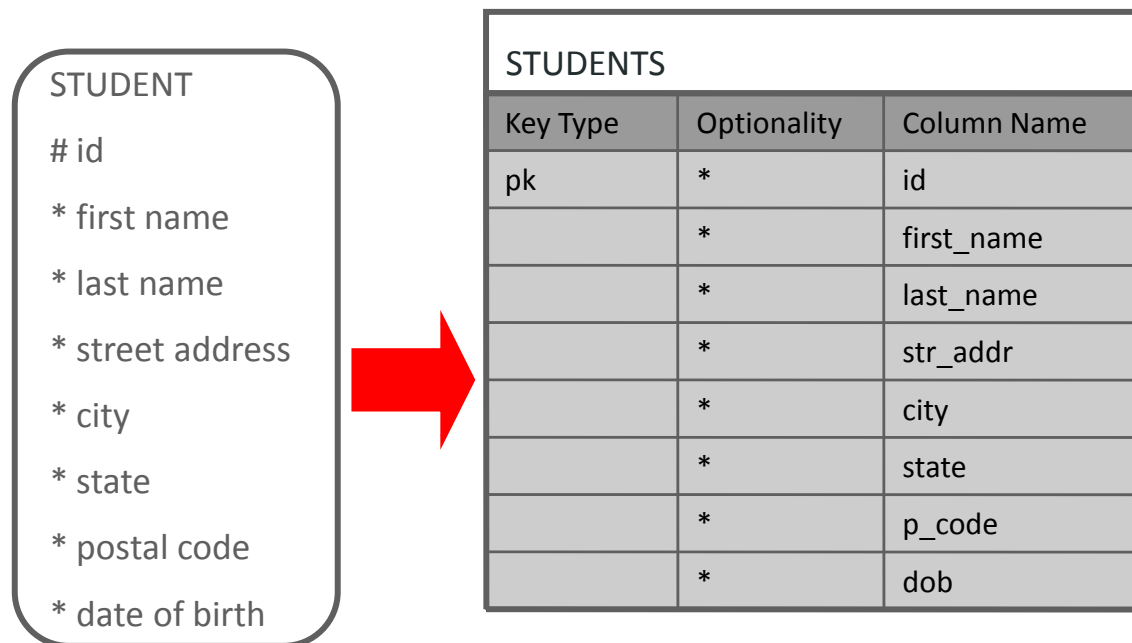 STUDENT
# id
* first name
* last name
* street address
* city
* state
* postal code
* date of birth
STUDENTS
Key Type Optionality Column Name
pk * id
* first_name
* last_name
* str_addr
* city
* state
* p_code
* dob